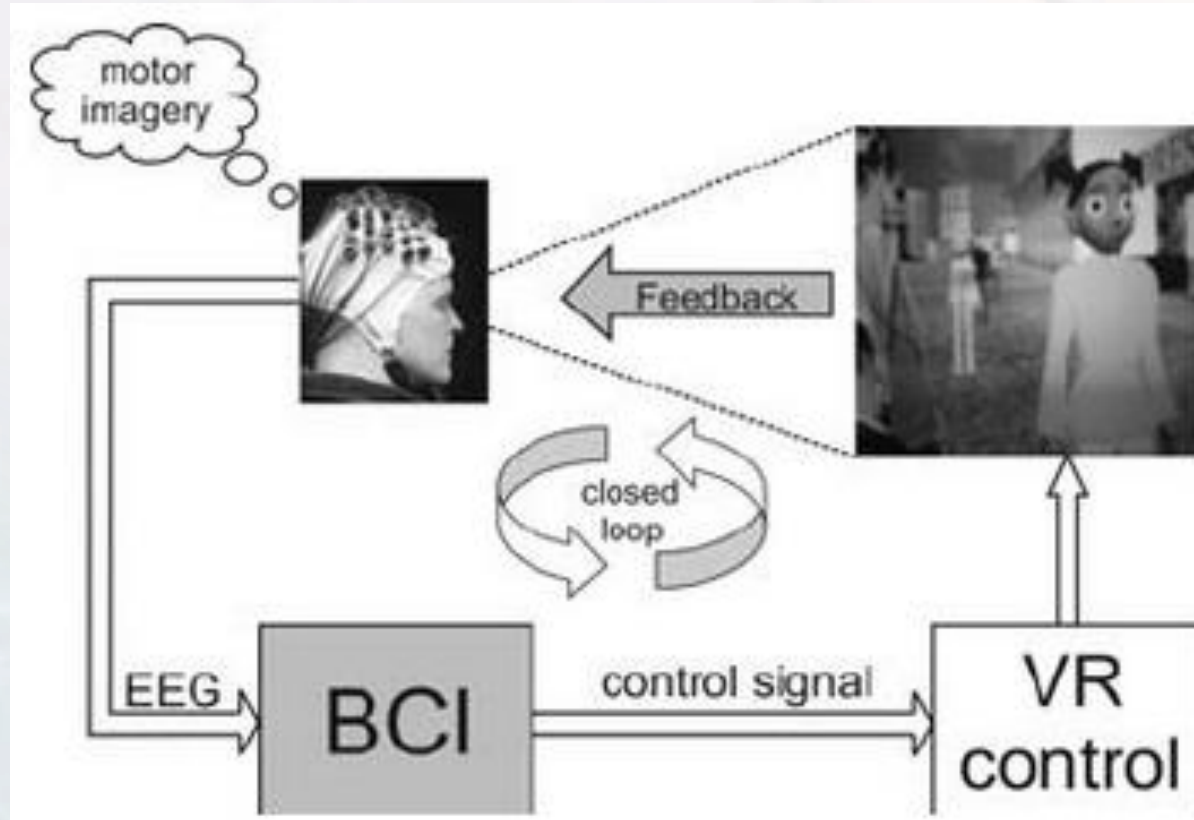 motor
imagery
Feedback
closed
loop
EEG
BCI
control signal
VR
control